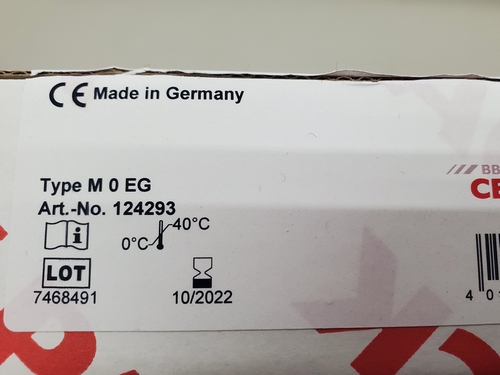 CE Made in Germany
Type M 0 EG
Art.-No. 124293
0°C 40°C
LOT
7468491
10/2022